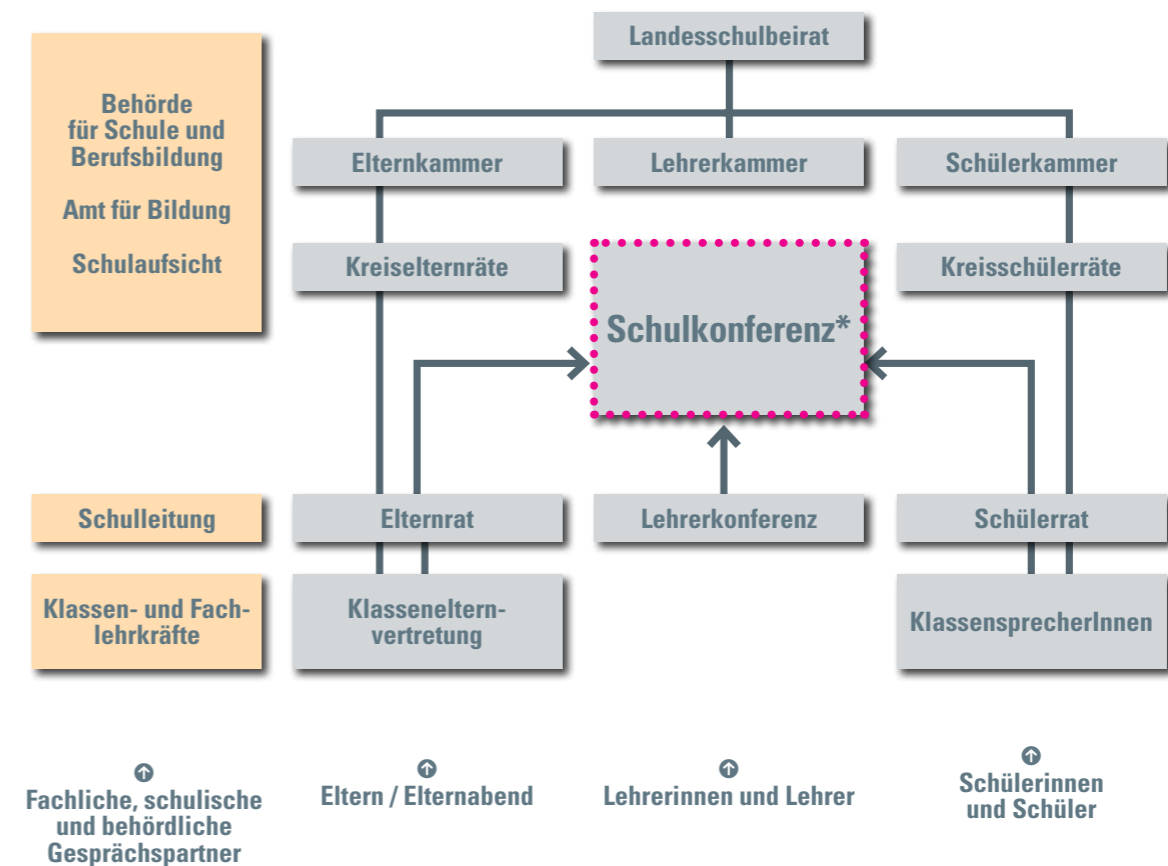 Landesschulbeirat
Behörde
für Schule und
Berufsbildung
Amt für Bildung
Schulaufsicht
Elternkammer
Lehrerkammer
Schülerkammer
Kreiselternräte
Schulkonferenz*
Kreisschülerräte
Schulleitung
Elternrat
Lehrerkonferenz
Schülerrat
Klassen- und Fach-
lehrkräfte
Klasseneltern-
vertretung
KlassensprecherInnen
Fachliche, schulische
und behördliche
Gesprächspartner
Eltern / Elternabend
Lehrerinnen und Lehrer
Schülerinnen
und Schüler